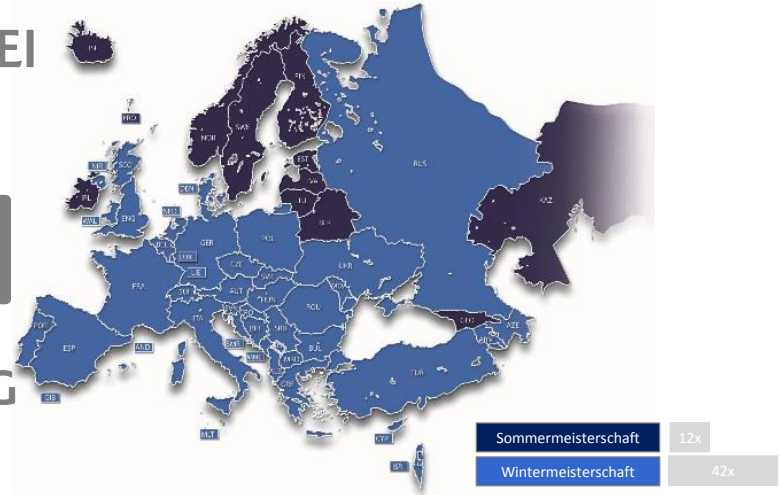 EI
ISL
FIN
FRO
SWE
NOR
EST
RUS
SCO
NIR
IRL
DEN
LVA
LTU
KAZ
WAL
ENG
NED
BLR
GER
POL
BEL
LUX
CZE
UKR
LIE
FRA
SUI
AUT
SVK
MDA
HUN
ROU
ITA
GEO
AZE
POR
ESP
AND
SMR
BIH
SRB
BUL
ARM
MNE
MKD
TUR
G
GIB
GRE
MLT
CYP
ISR
Sommermeisterschaft 12x
Wintermeisterschaft 42x